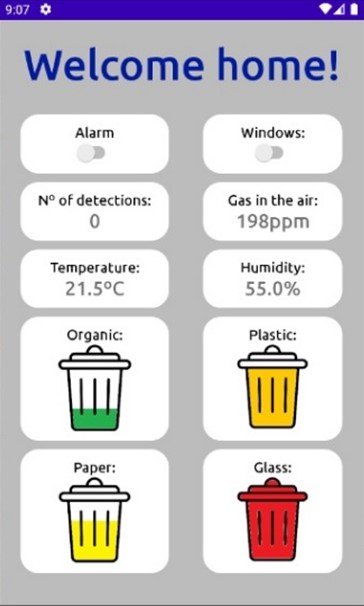 9:07
Welcome home!
Alarm
Windows:
Nº of detections:
0
Gas in the air:
198ppm
Temperature:
21.5ºC
Humidity:
55.0%
Organic:
Plastic:
Paper:
Glass: